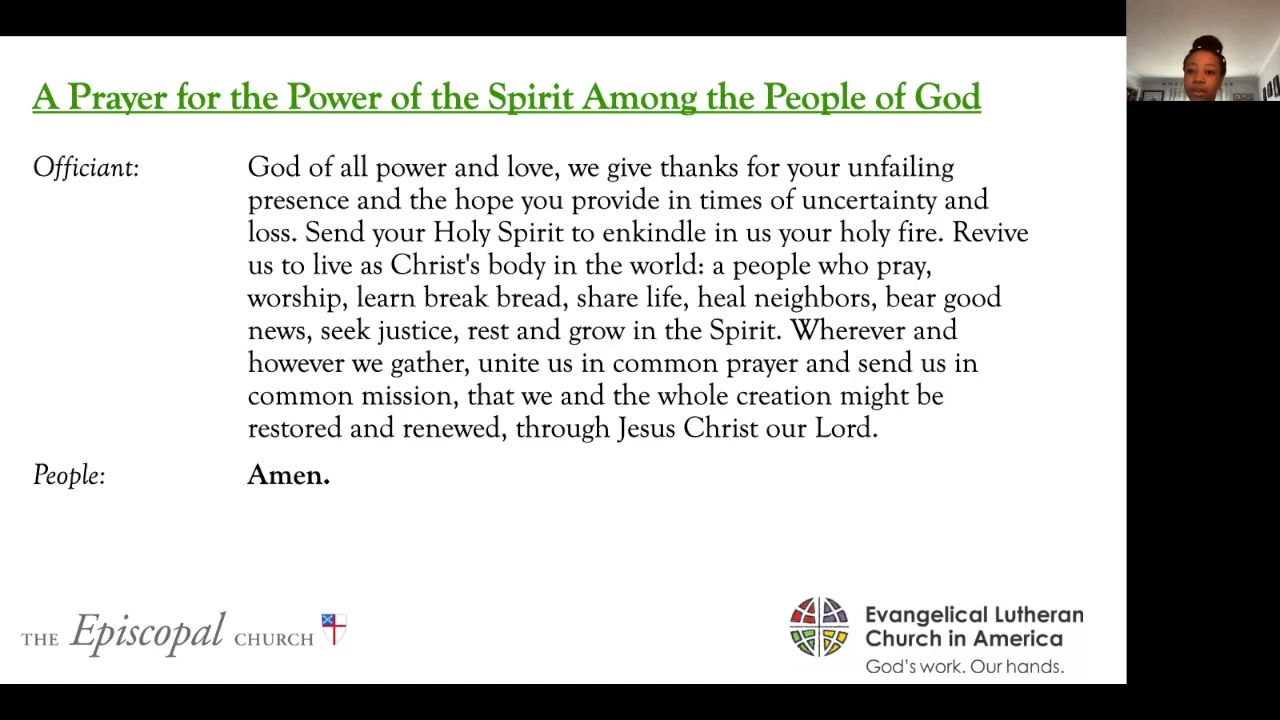 A Prayer for the Power of the Spirit Among the People of God
Officiant: God of all power and love, we give thanks for your unfailing
presence and the hope you provide in times of uncertainty and
loss. Send your Holy Spirit to enkindle in us your holy fire. Revive
us to live as Christ's body in the world: a people who pray,
worship, learn break bread, share life, heal neighbors, bear good
news, seek justice, rest and grow in the Spirit. Wherever and
however we gather, unite us in common prayer and send us in
common mission, that we and the whole creation might be
restored and renewed, through Jesus Christ our Lord.
People: Amen.
THE Episcopal CHURCH
Evangelical Lutheran
Church in America
God's work. Our hands.